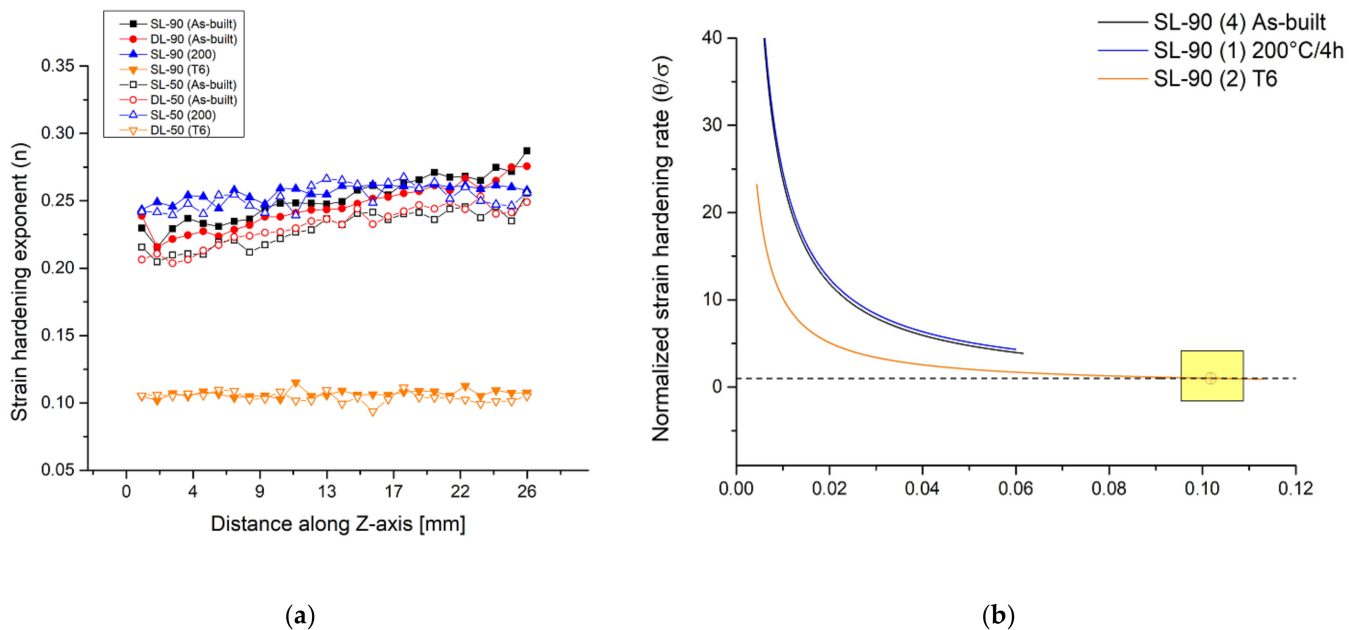 SL-90 (As-built)
DL-90 (As-built)
SL-90 (200)
SL-90 (T6)
SL-50 (As-built)
DL-50 (As-built)
SL-50 (200)
DL-50 (T6)
0.35
0.30
0.25
0.20
0.15
0.10
0.05
Strain hardening exponent (n)
0 4 9 13 17 22 26
Distance along Z-axis [mm]
(a)
SL-90 (4) As-built
SL-90 (1) 200°C/4h
SL-90 (2) T6
40
30
20
10
0
Normalized strain hardening rate (θ/σ)
0.00 0.02 0.04 0.06 0.08 0.10 0.12
(b)